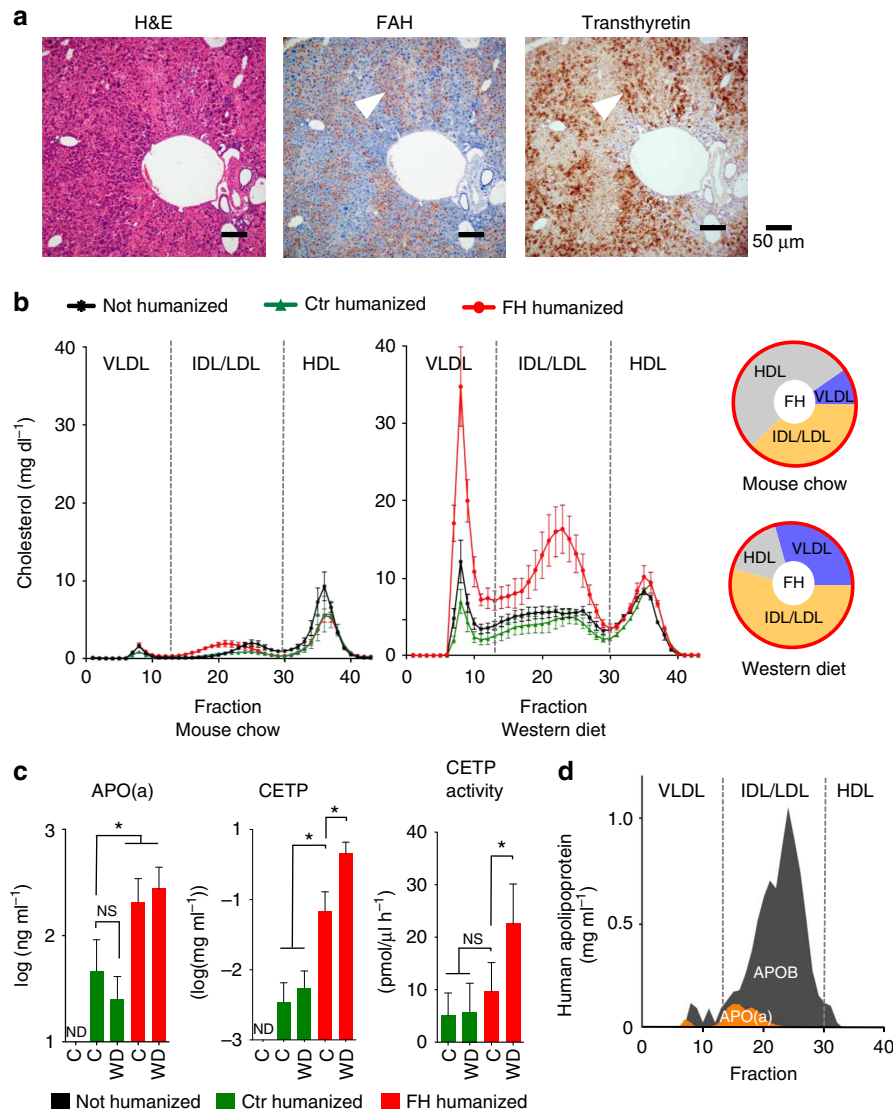 a
H&E
FAH
Transthyretin
50 μm
b
Not humanized
Ctr humanized
FH humanized
Cholesterol (mg dl⁻¹)
40
30
20
10
0
VLDL
IDL/LDL
HDL
0
10
20
30
40
Fraction
Mouse chow
40
30
20
10
0
VLDL
IDL/LDL
HDL
0
10
20
30
40
Fraction
Western diet
HDL
VLDL
FH
IDL/LDL
Mouse chow
HDL
VLDL
FH
IDL/LDL
Western diet
c
APO(a)
log (ng ml⁻¹)
3
2
1
*
NS
ND
C
C
WD
C
WD
CETP
(log(mg ml⁻¹))
1
−1
−2
−3
*
*
ND
C
C
WD
C
WD
CETP
activity
(pmol/μl h⁻¹)
40
30
20
10
0
*
NS
C
WD
C
WD
Not humanized
Ctr humanized
FH humanized
d
Human apolipoprotein
(mg ml⁻¹)
1.0
0.5
0
VLDL
IDL/LDL
HDL
APOB
APO(a)
0
10
20
30
40
Fraction